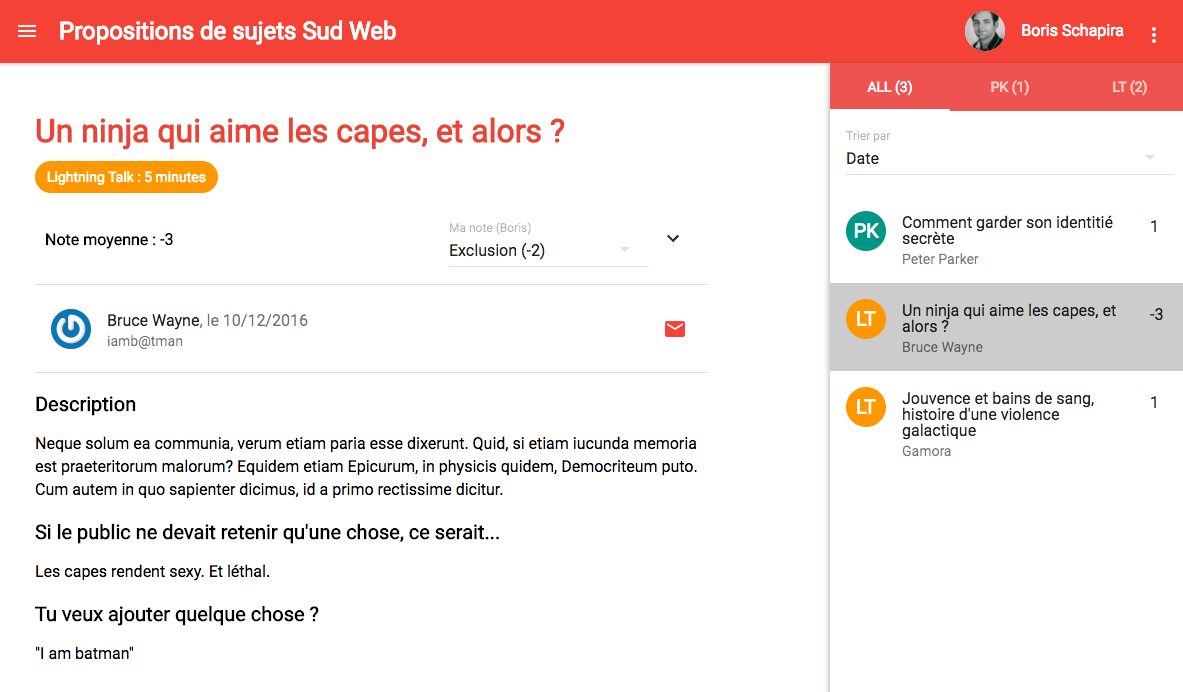 Propositions de sujets Sud Web
Boris Schapira
Un ninja qui aime les capes, et alors ?
Lightning Talk : 5 minutes
Note moyenne : -3
Ma note (Boris)
Exclusion (-2)
Bruce Wayne, le 10/12/2016
iamb@tman
Description
Neque solum ea communia, verum etiam paria esse dixerunt. Quid, si etiam iucunda memoria
est praeteritorum malorum? Equidem etiam Epicurum, in physicis quidem, Democriteum puto.
Cum autem in quo sapienter dicimus, id a primo rectissime dicitur.
Si le public ne devait retenir qu'une chose, ce serait...
Les capes rendent sexy. Et léthal.
Tu veux ajouter quelque chose ?
"I am batman"
ALL (3)
PK (1)
LT (2)
Trier par
Date
PK
Comment garder son identitié
secrète
1
Peter Parker
LT
Un ninja qui aime les capes, et
alors ?
-3
Bruce Wayne
LT
Jouvence et bains de sang,
histoire d'une violence
galactique
1
Gamora